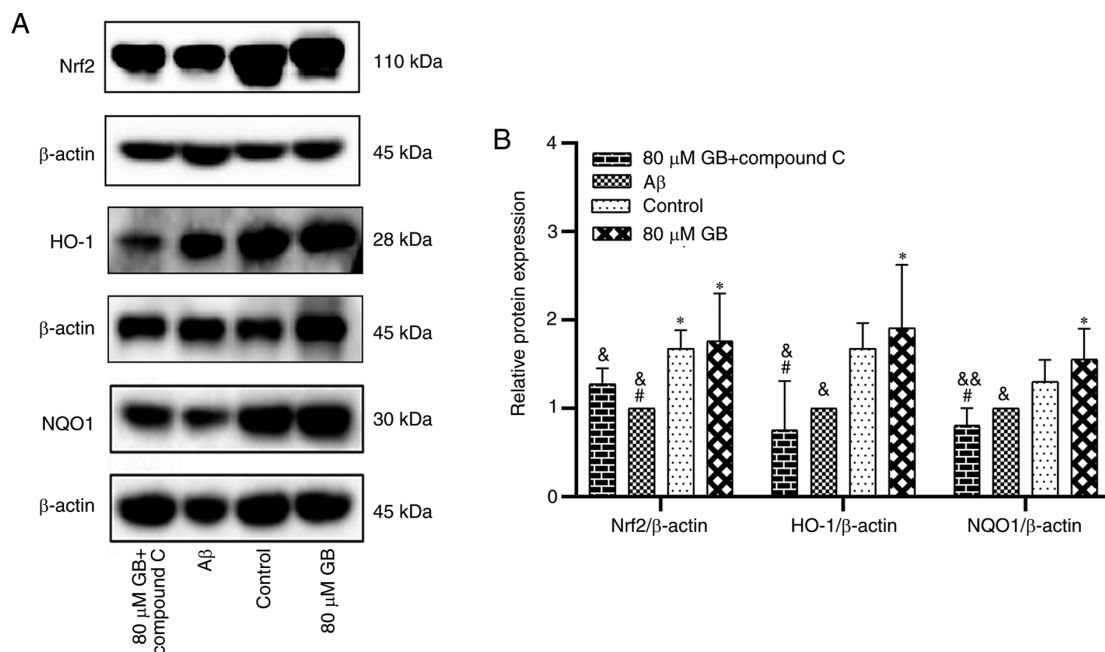 A
Nrf2
110 kDa
β-actin
45 kDa
HO-1
28 kDa
β-actin
45 kDa
NQO1
30 kDa
β-actin
45 kDa
80 μM GB+
compound C
Aβ
Control
80 μM GB
B
Relative protein expression
4
3
2
1
0
80 μM GB+compound C
Aβ
Control
80 μM GB
&
&
#
*
*
&
#
&
*
&&
#
&
*
Nrf2/β-actin
HO-1/β-actin
NQO1/β-actin